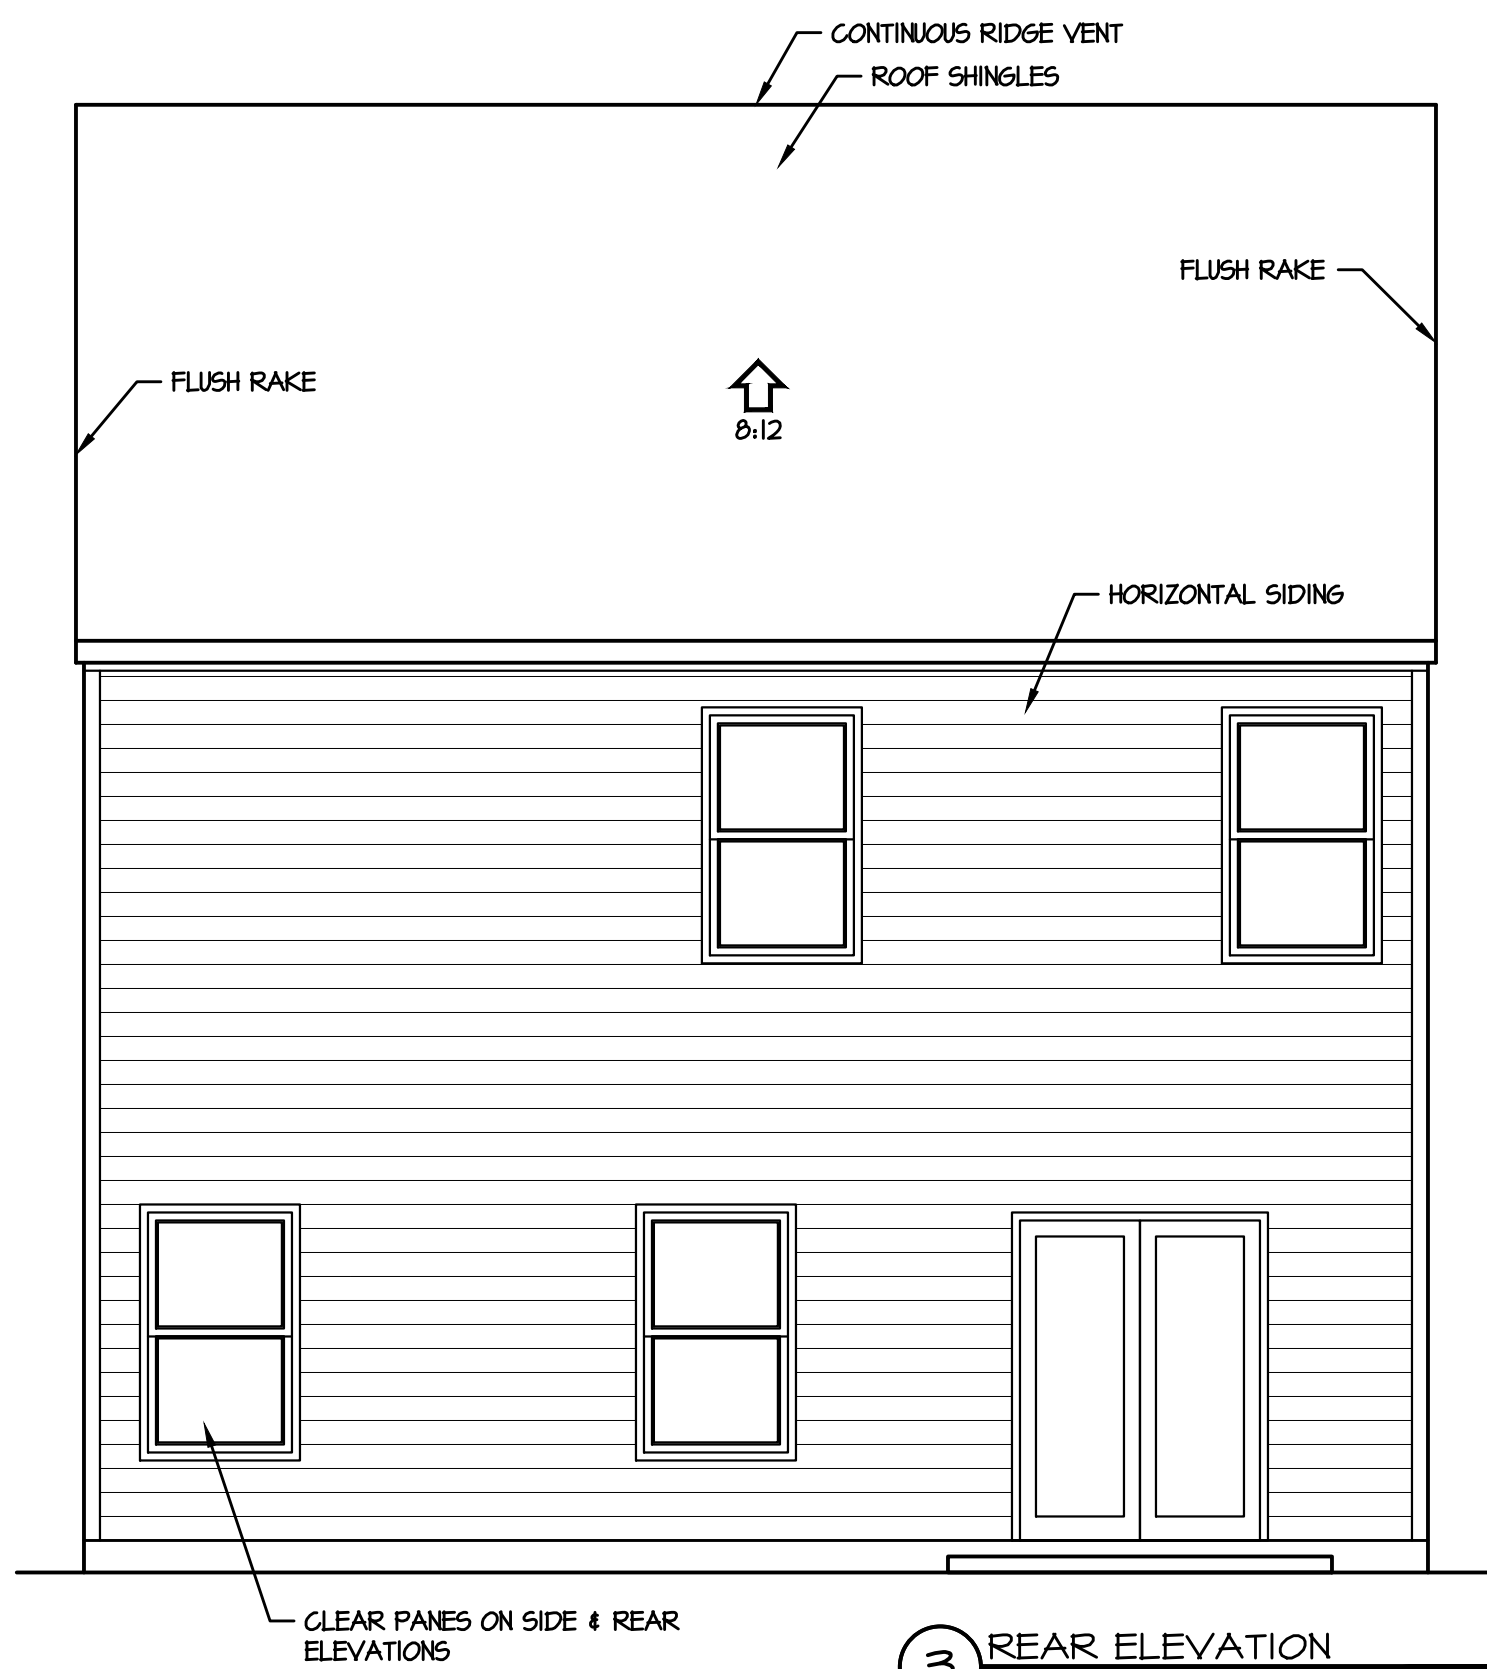 CONTINUOUS RIDGE VENT
ROOF SHINGLES
FLUSH RAKE
FLUSH RAKE
8:12
HORIZONTAL SIDING
CLEAR PANES ON SIDE & REAR
ELEVATIONS
3 REAR ELEVATION